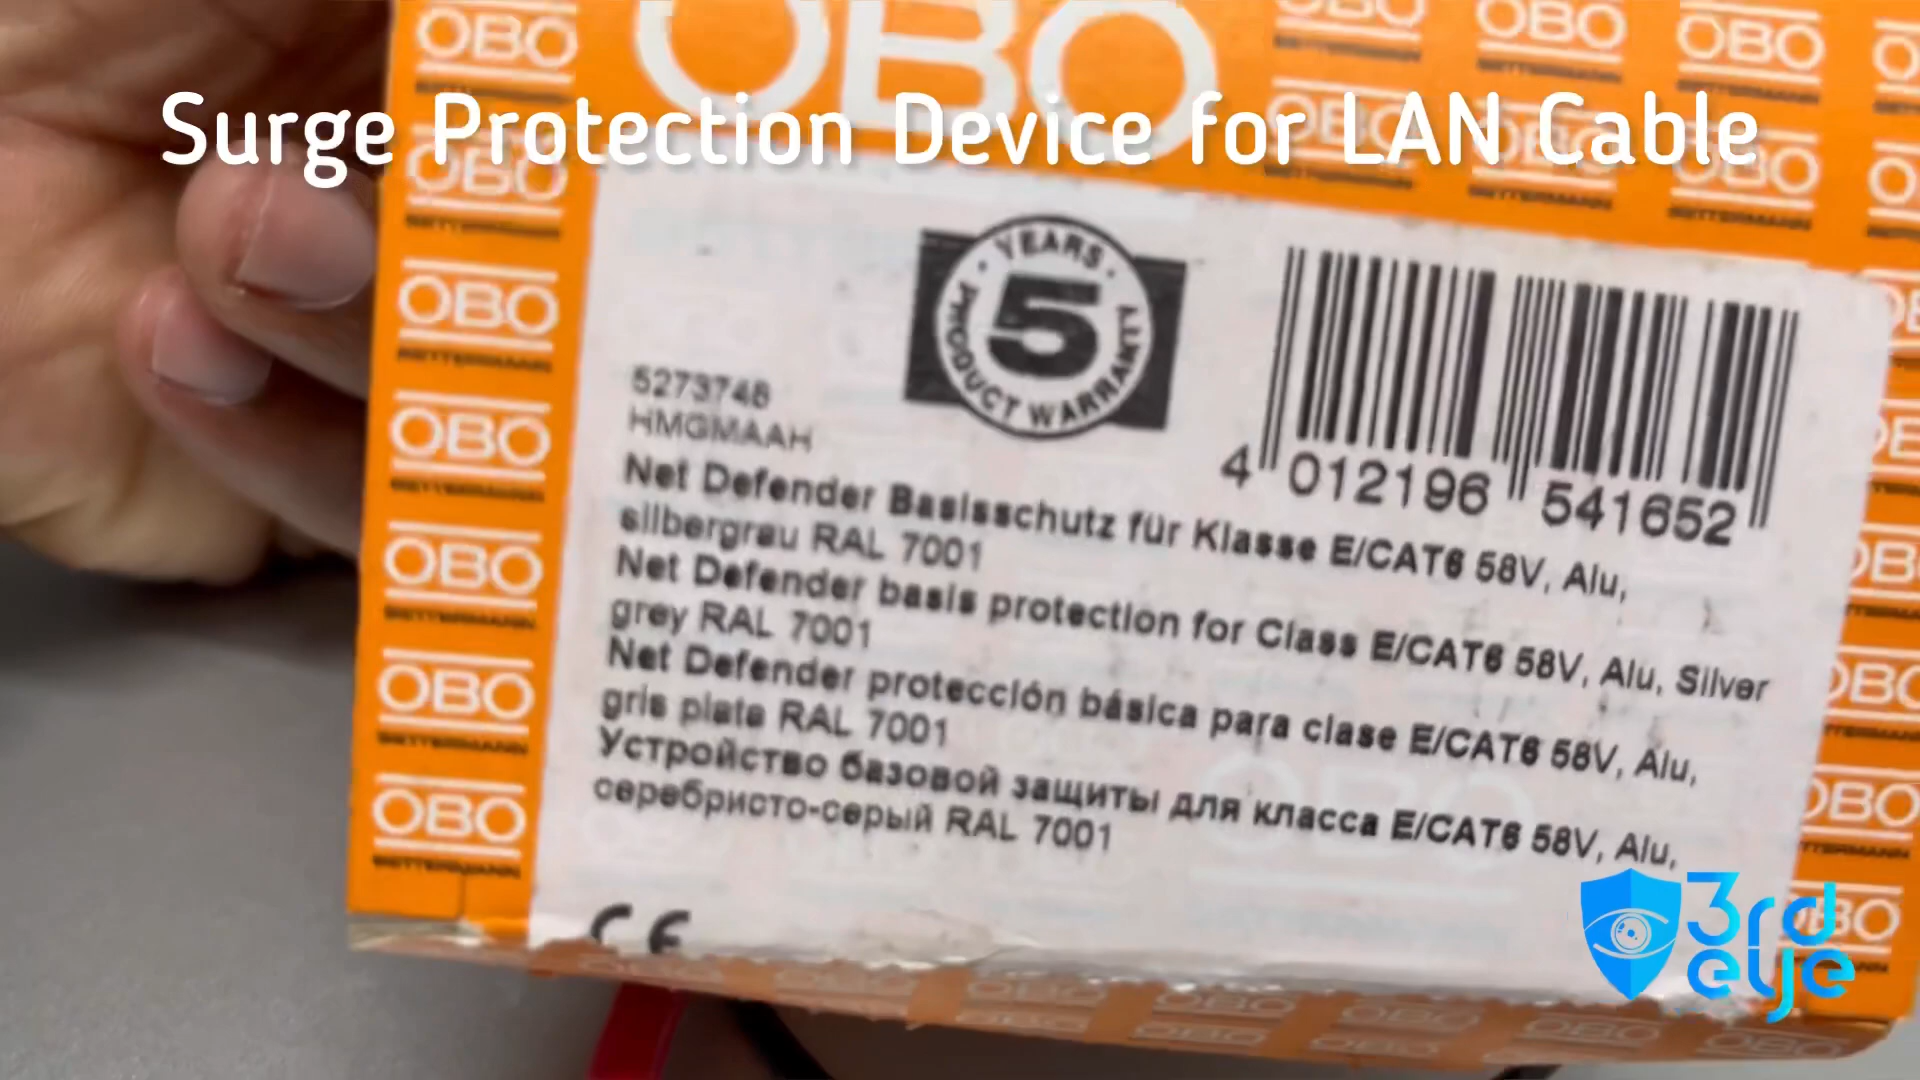 OBO
Surge Protection Device for LAN Cable
YEARS
5
PRODUCT WARRANTY
5273748
HMGMAAH
4 012196 541652
Net Defender Basisschutz für Klasse E/CAT6 58V, Alu,
silbergrau RAL 7001
Net Defender basis protection for Class E/CAT6 58V, Alu, Silver
grey RAL 7001
Net Defender protección básica para clase E/CAT6 58V, Alu,
gris plata RAL 7001
Устройство базовой защиты для класса E/CAT6 58V, Alu,
серебристо-серый RAL 7001
CE
OBO
BETTERMANN
3rd
eye